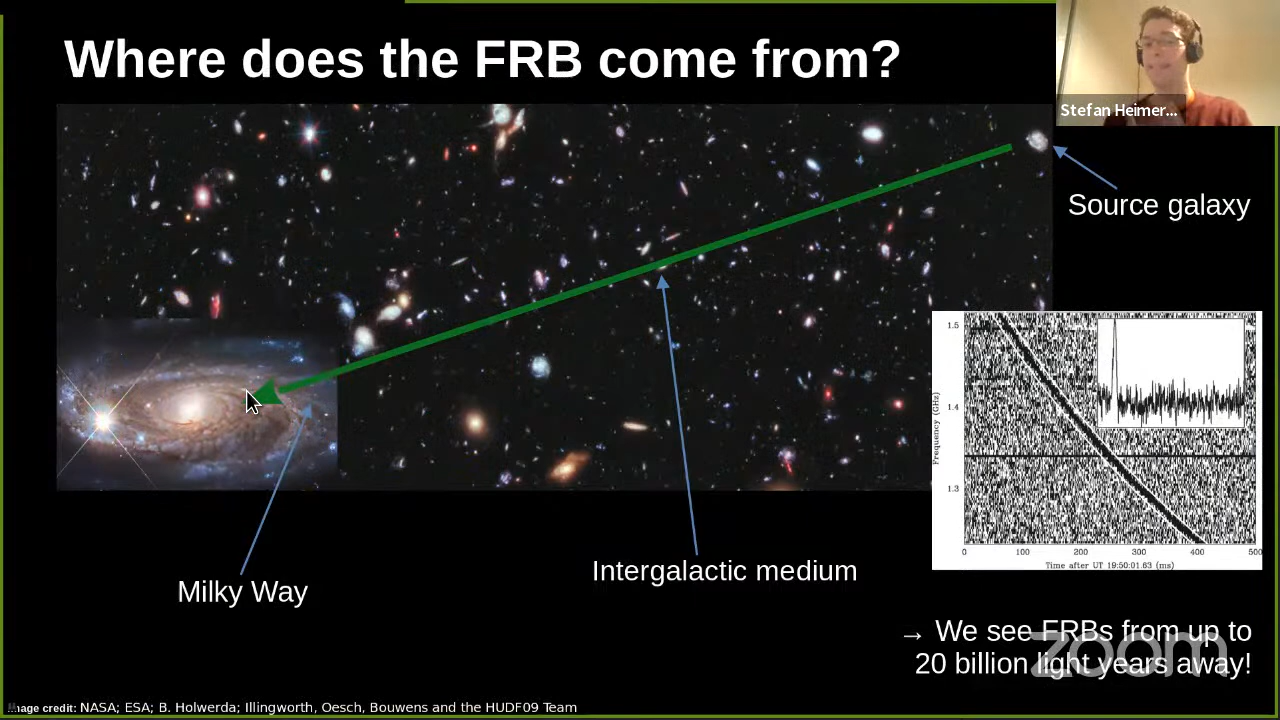 Where does the FRB come from?
Stefan Heimer...
Source galaxy
1.5
1.4
1.3
Frequency (GHz)
0 100 200 300 400 500
Time after UT 19:50:01.63 (ms)
Milky Way
Intergalactic medium
→ We see FRBs from up to
20 billion light years away!
zoom
Image credit: NASA; ESA; B. Holwerda; Illingworth, Oesch, Bouwens and the HUDF09 Team